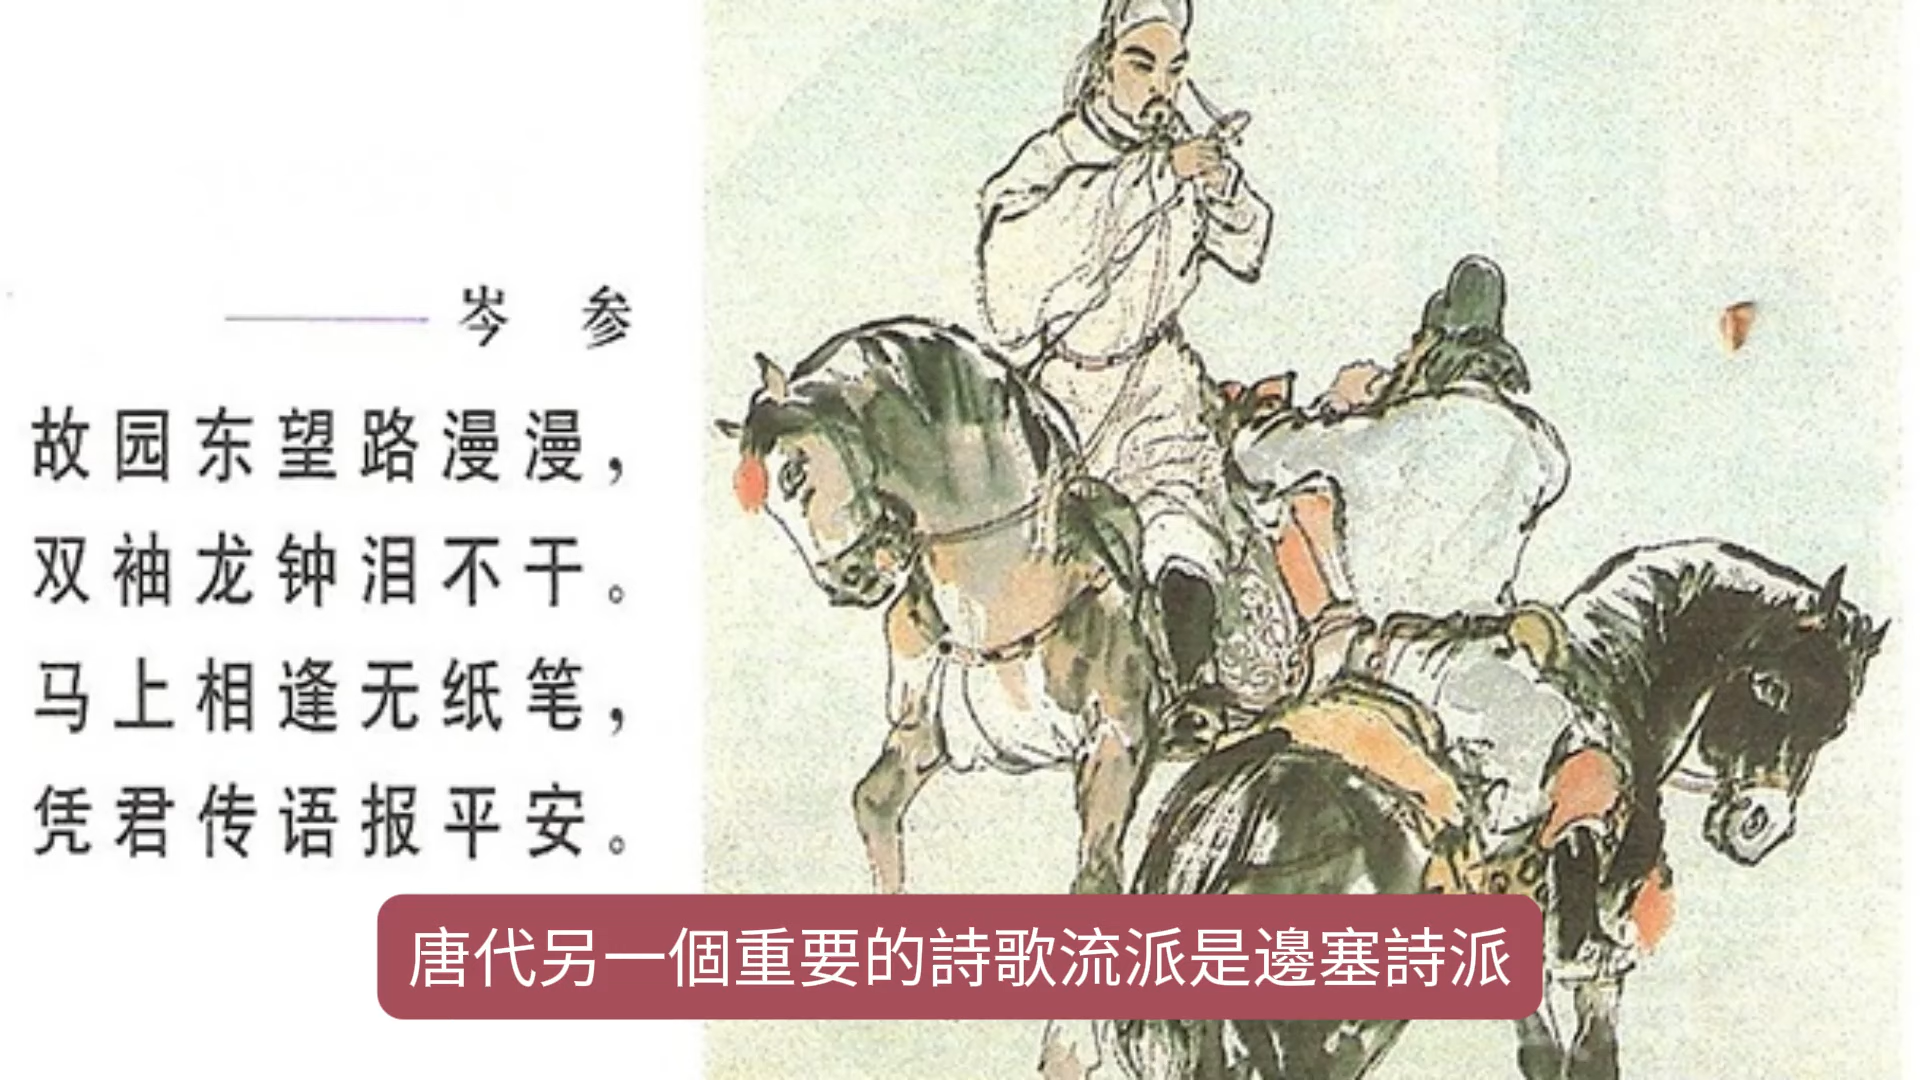 ——岑 参
故园东望路漫漫，
双袖龙钟泪不干。
马上相逢无纸笔，
凭君传语报平安。
唐代另一個重要的詩歌流派是邊塞詩派